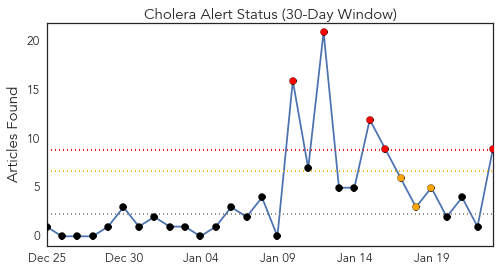 Cholera Alert Status (30-Day Window)
Articles Found
20
15
10
5
0
Dec 25 Dec 30 Jan 04 Jan 09 Jan 14 Jan 19